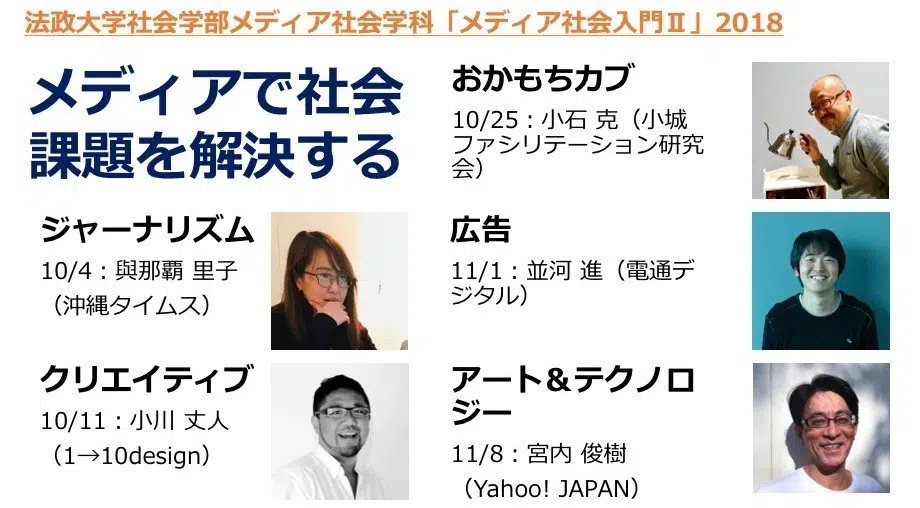 法政大学社会学部メディア社会学科「メディア社会入門Ⅱ」2018
メディアで社会
課題を解決する
ジャーナリズム
10/4：與那覇 里子
（沖縄タイムス）
クリエイティブ
10/11：小川 丈人
（1→10design）
おかもちカブ
10/25：小石 克（小城
ファシリテーション研究
会）
広告
11/1：並河 進（電通デ
ジタル）
アート＆テクノロ
ジー
11/8：宮内 俊樹
（Yahoo! JAPAN）